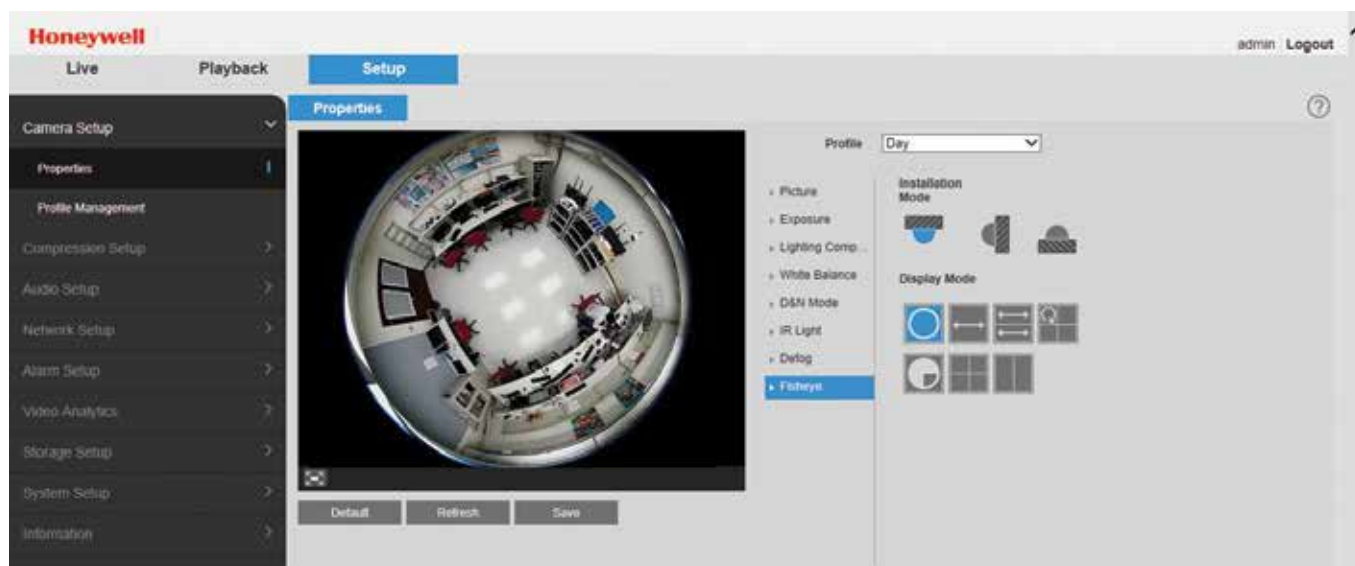 Honeywell
admin Logout
Live Playback Setup
Properties
Camera Setup
Properties
Profile Management
Compression Setup
Audio Setup
Network Setup
Alarm Setup
Video Analytics
Storage Setup
System Setup
Information
Default Refresh Save
Profile Day
Picture
Exposure
Lighting Comp...
White Balance
D&N Mode
IR Light
Defog
Fisheye
Installation
Mode
Display Mode